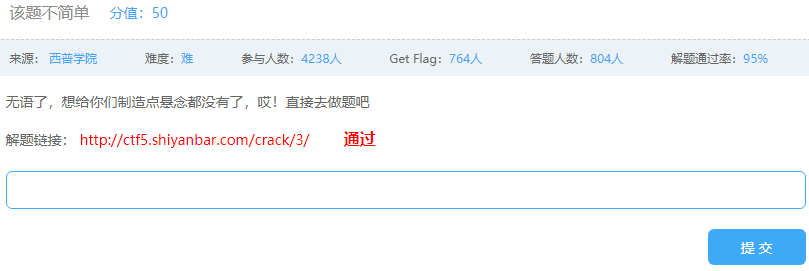 该题不简单 分值：50
来源： 西普学院 难度：难 参与人数：4238人 Get Flag：764人 答题人数：804人 解题通过率：95%
无语了，想给你们制造点悬念都没有了，哎！直接去做题吧
解题链接： http://ctf5.shiyanbar.com/crack/3/ 通过
提 交